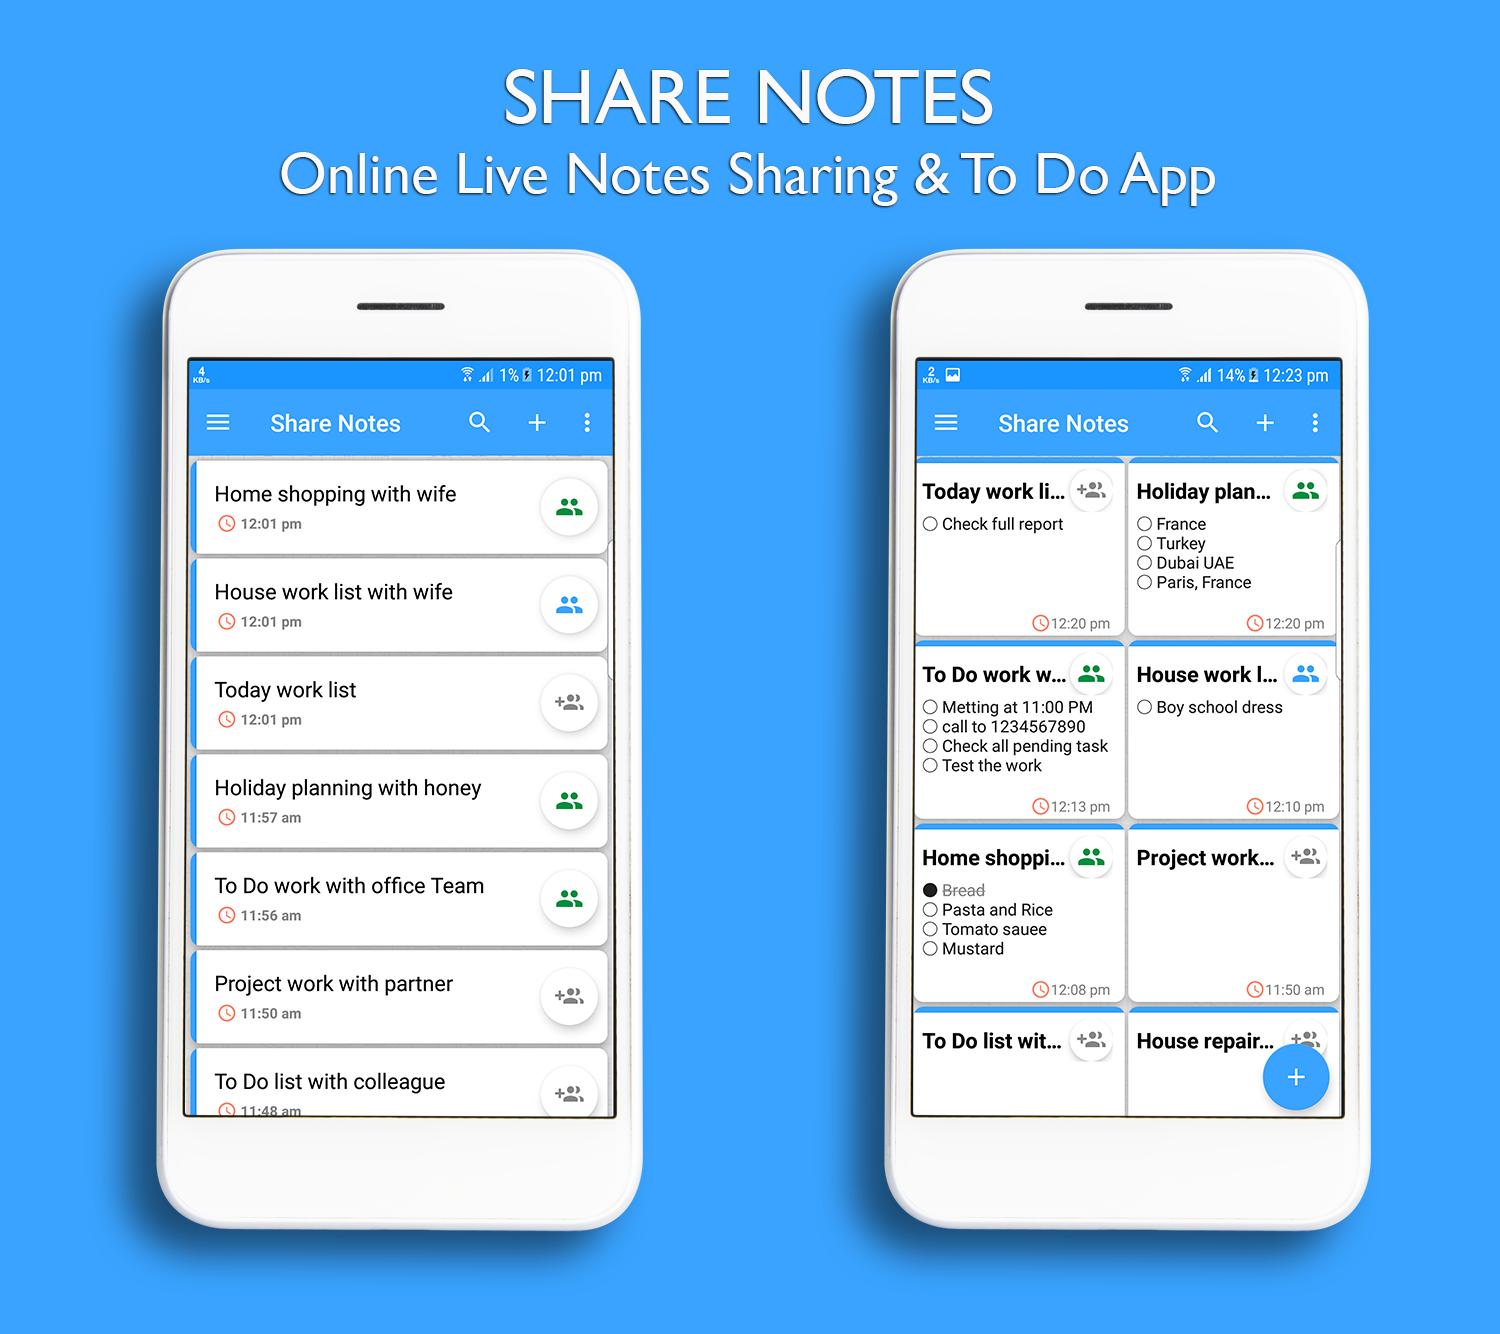 SHARE NOTES
Online Live Notes Sharing & To Do App
4
KB/s
1%
12:01 pm
Share Notes
Home shopping with wife
12:01 pm
House work list with wife
12:01 pm
Today work list
12:01 pm
Holiday planning with honey
11:57 am
To Do work with office Team
11:56 am
Project work with partner
11:50 am
To Do list with colleague
11:48 am
2
KB/s
14%
12:23 pm
Share Notes
Today work li...
Check full report
12:20 pm
Holiday plan...
France
Turkey
Dubai UAE
Paris, France
12:20 pm
To Do work w...
Metting at 11:00 PM
call to 1234567890
Check all pending task
Test the work
12:13 pm
House work l...
Boy school dress
12:10 pm
Home shoppi...
Bread
Pasta and Rice
Tomato sauee
Mustard
12:08 pm
Project work...
11:50 am
To Do list wit...
House repair...